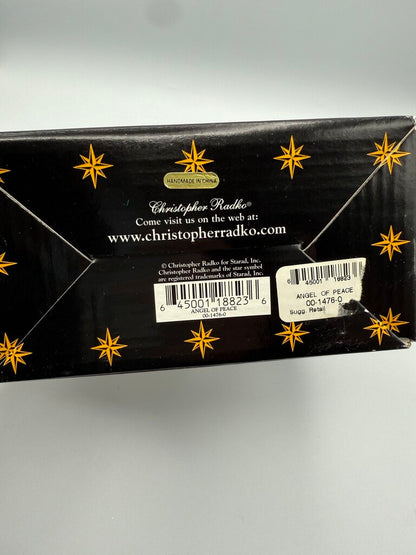 HANDMADE IN CHINA
Christopher Radko®
Come visit us on the web at:
www.christopherradko.com
© Christopher Radko for Starad, Inc.
Christopher Radko and the star symbol
are registered trademarks of Starad, Inc.
6 45001 18823 6
ANGEL OF PEACE
00-1476-0
45001 18823
ANGEL OF PEACE
00-1476-0
Sugg. Retail